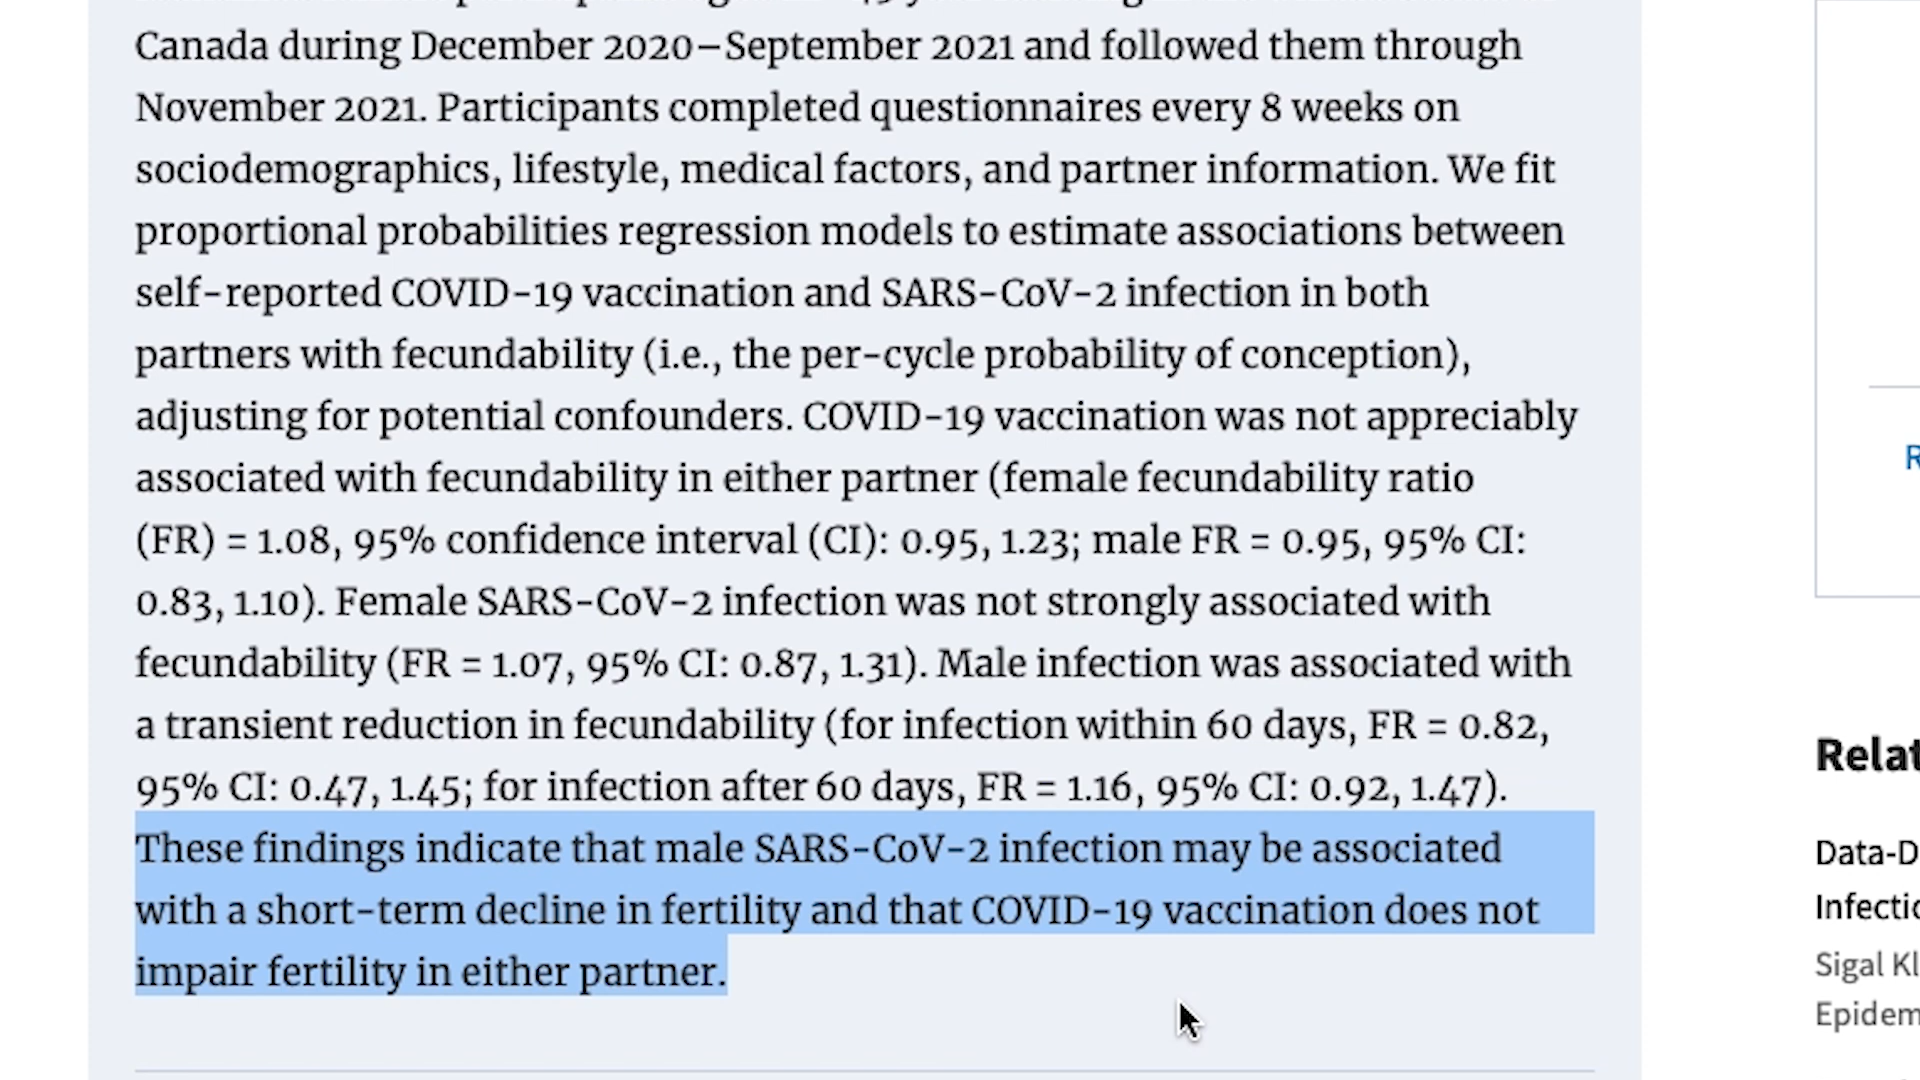 Canada during December 2020–September 2021 and followed them through
November 2021. Participants completed questionnaires every 8 weeks on
sociodemographics, lifestyle, medical factors, and partner information. We fit
proportional probabilities regression models to estimate associations between
self-reported COVID-19 vaccination and SARS-CoV-2 infection in both
partners with fecundability (i.e., the per-cycle probability of conception),
adjusting for potential confounders. COVID-19 vaccination was not appreciably
associated with fecundability in either partner (female fecundability ratio
(FR) = 1.08, 95% confidence interval (CI): 0.95, 1.23; male FR = 0.95, 95% CI:
0.83, 1.10). Female SARS-CoV-2 infection was not strongly associated with
fecundability (FR = 1.07, 95% CI: 0.87, 1.31). Male infection was associated with
a transient reduction in fecundability (for infection within 60 days, FR = 0.82,
95% CI: 0.47, 1.45; for infection after 60 days, FR = 1.16, 95% CI: 0.92, 1.47).
These findings indicate that male SARS-CoV-2 infection may be associated
with a short-term decline in fertility and that COVID-19 vaccination does not
impair fertility in either partner.
R
Relat
Data-D
Infectio
Sigal Kl
Epidem